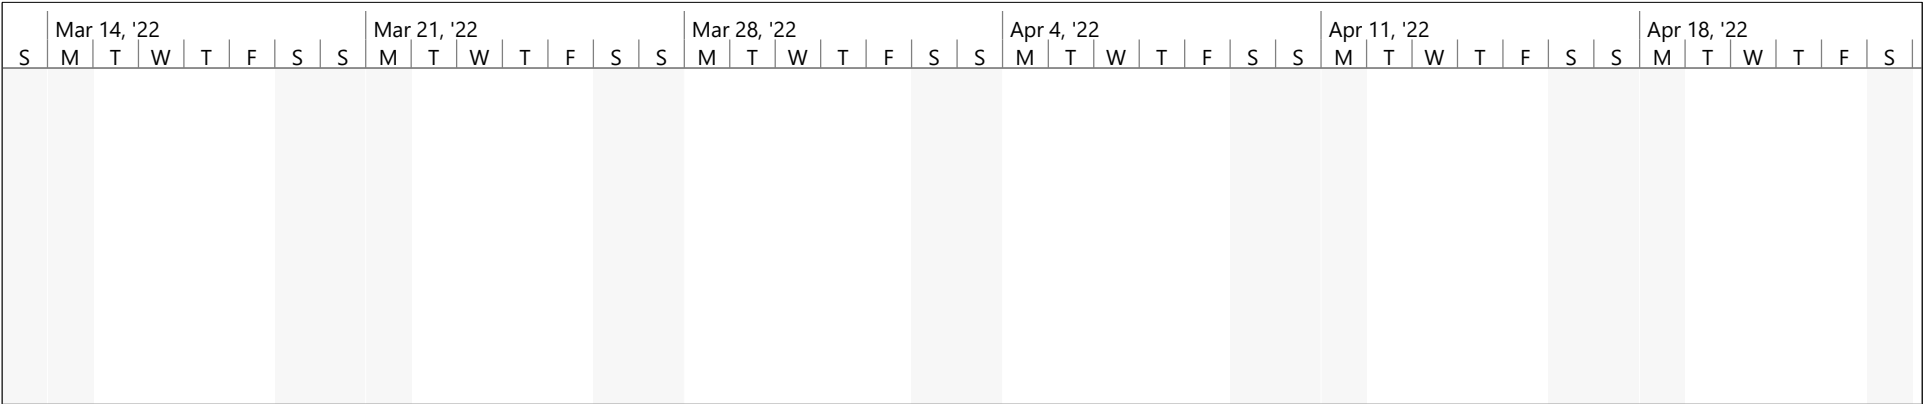 Mar 14, '22 Mar 21, '22 Mar 28, '22 Apr 4, '22 Apr 11, '22 Apr 18, '22
S M T W T F S S M T W T F S S M T W T F S S M T W T F S S M T W T F S S M T W T F S